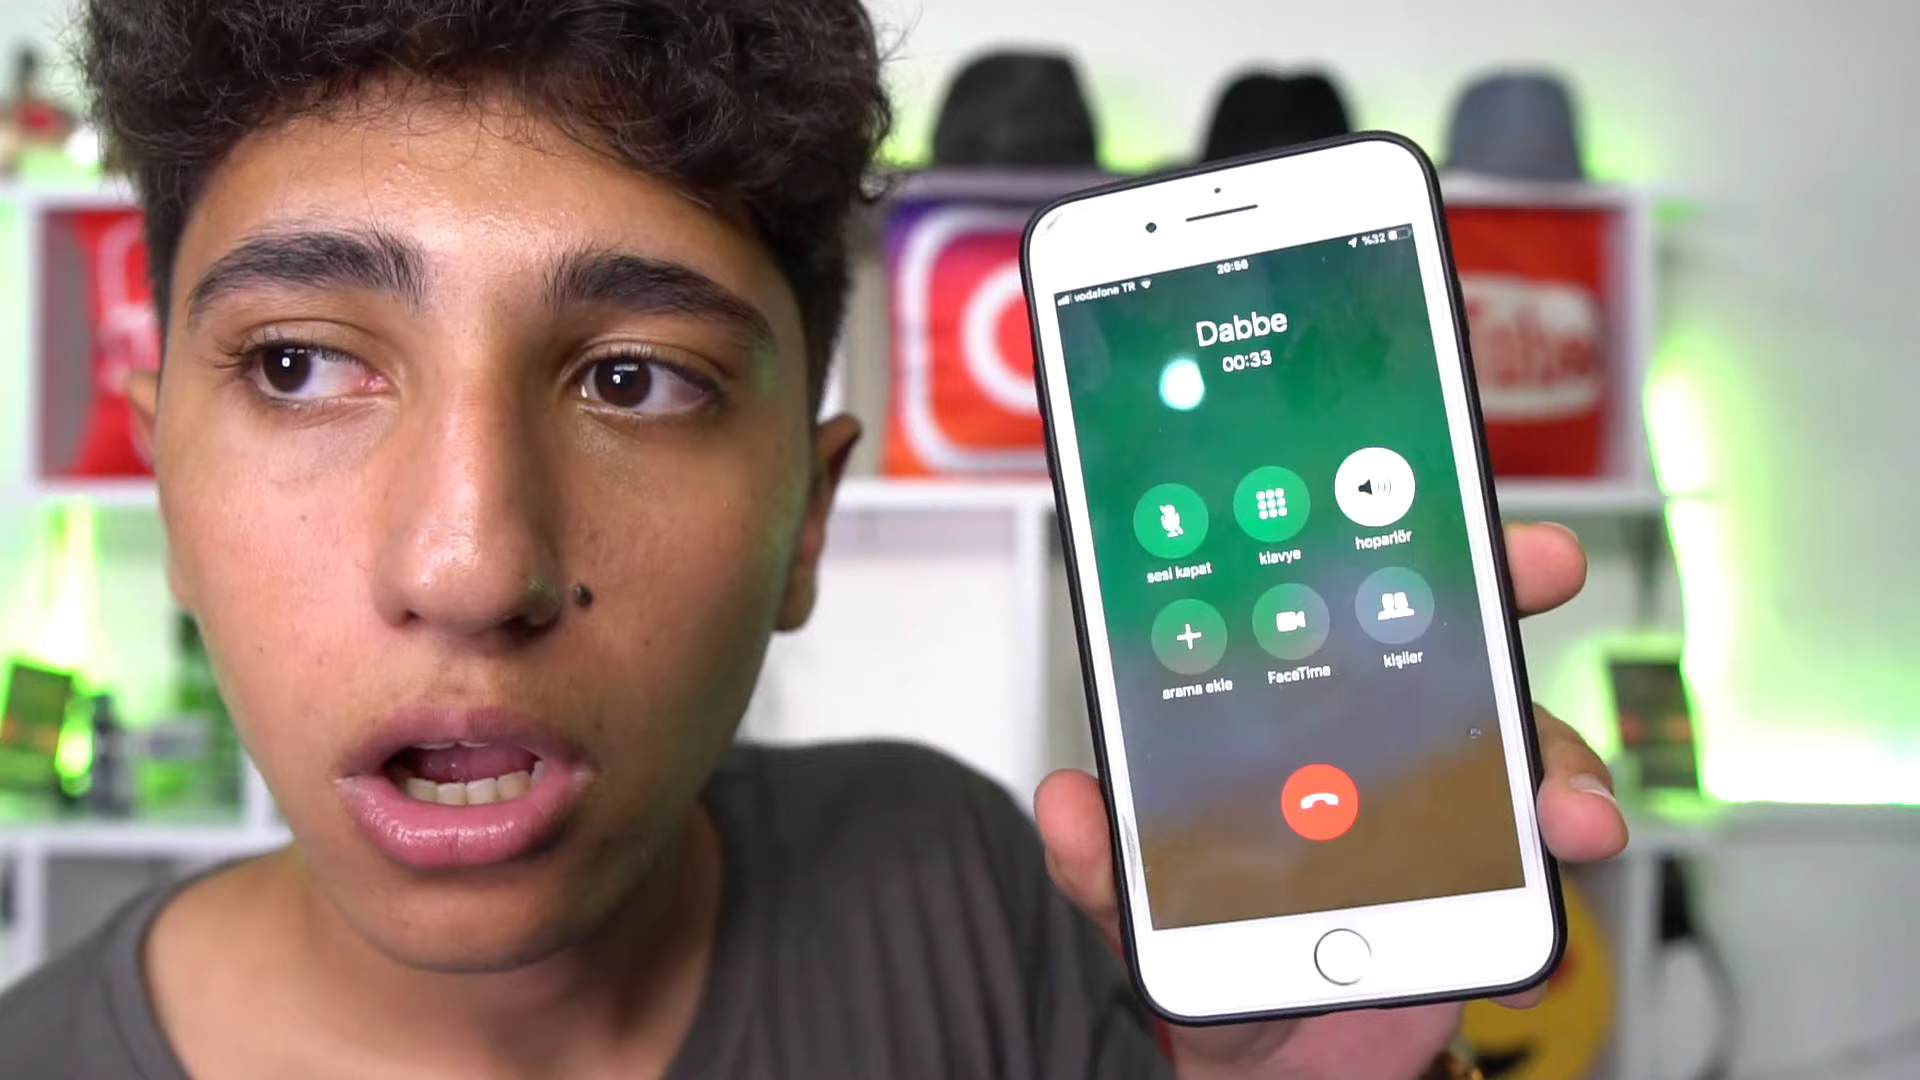 vodafone TR
20:56
%32
Dabbe
00:33
sesi kapat
klavye
hoparlör
arama ekle
FaceTime
kişiler